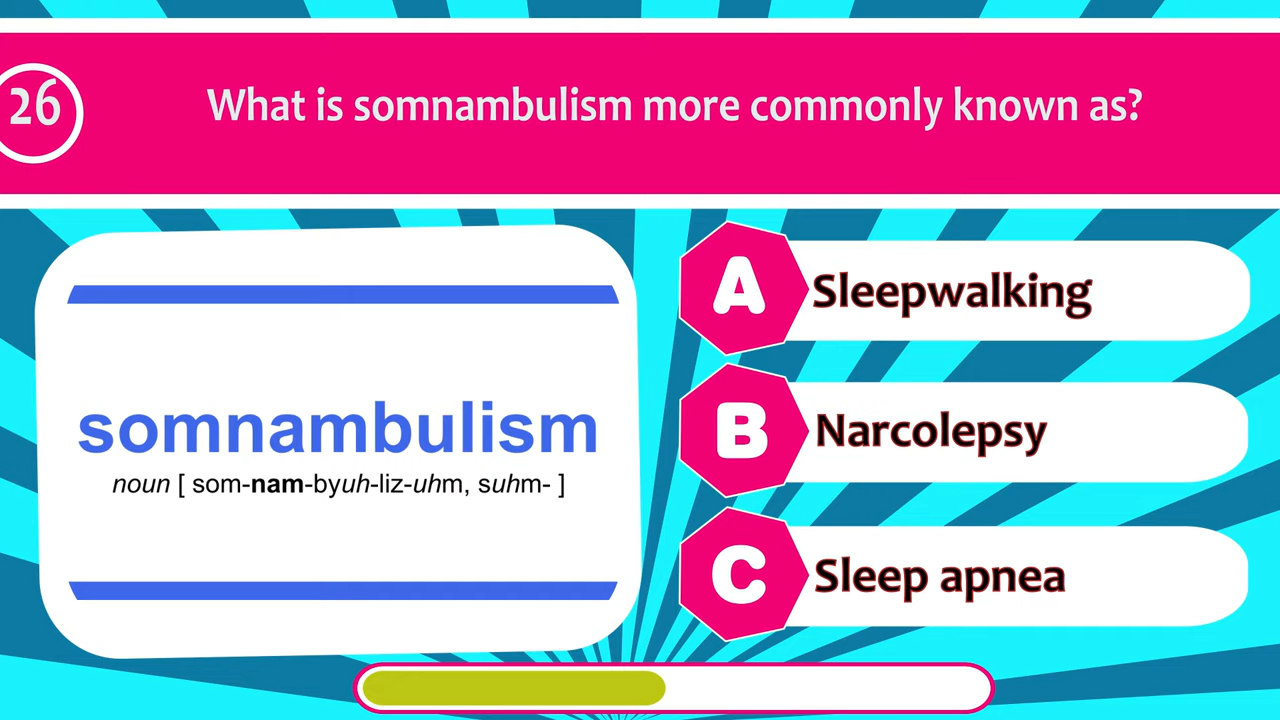 26
What is somnambulism more commonly known as?
somnambulism
noun [ som-nam-byuh-liz-uhm, suhm- ]
A
Sleepwalking
B
Narcolepsy
C
Sleep apnea